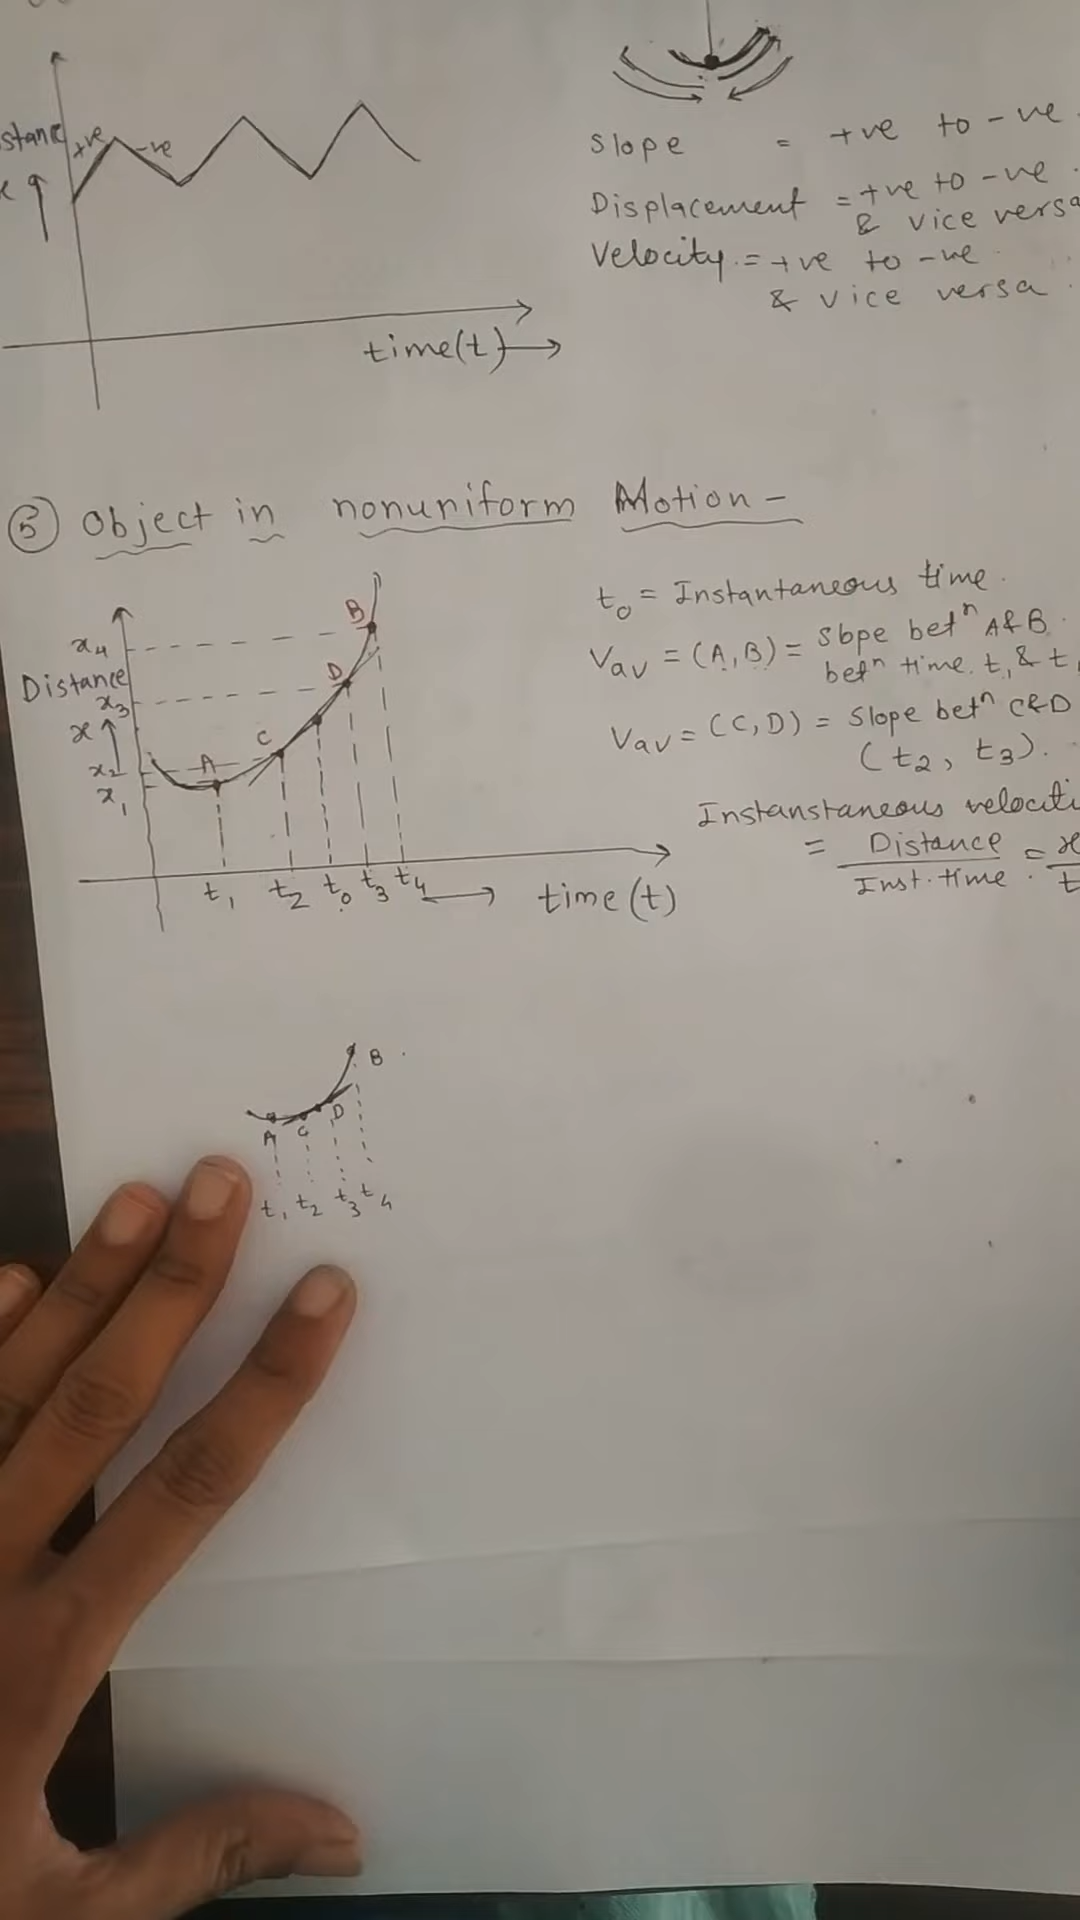 +ve
-ve
time(t)
Slope = +ve to -ve
Displacement = +ve to -ve
& vice versa
Velocity = +ve to -ve
& vice versa
⑤ Object in nonuniform Motion -
x4
Distance
x3
x
x2
x1
A
C
D
B
t1 t2 t0 t3 t4
time (t)
t0 = Instantaneous time.
Vav = (A, B) = Slope betn A&B
betn time. t1 & t
Vav = (C, D) = Slope betn C&D
(t2, t3).
Instanstaneous velociti
= Distance / Inst. time = x / t
A C D B
t1 t2 t3 t4